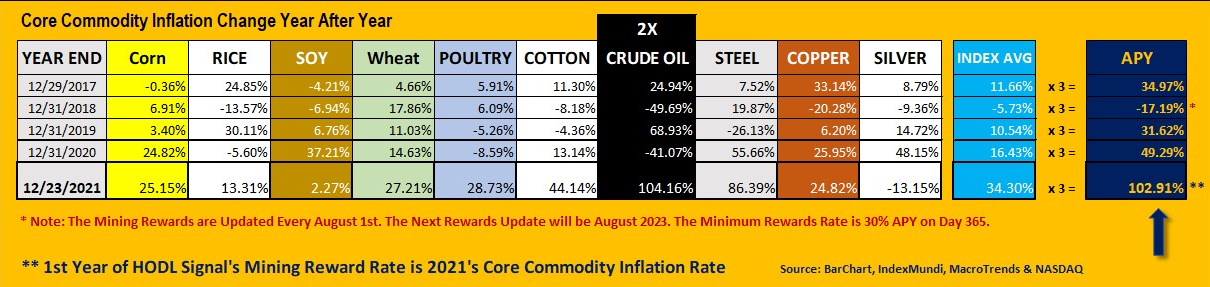 Core Commodity Inflation Change Year After Year
2X
YEAR END Corn RICE SOY Wheat POULTRY COTTON CRUDE OIL STEEL COPPER SILVER INDEX AVG APY
12/29/2017 -0.36% 24.85% -4.21% 4.66% 5.91% 11.30% 24.94% 7.52% 33.14% 8.79% 11.66% x 3 = 34.97%
12/31/2018 6.91% -13.57% -6.94% 17.86% 6.09% -8.18% -49.69% 19.87% -20.28% -9.36% -5.73% x 3 = -17.19% *
12/31/2019 3.40% 30.11% 6.76% 11.03% -5.26% -4.36% 68.93% -26.13% 6.20% 14.72% 10.54% x 3 = 31.62%
12/31/2020 24.82% -5.60% 37.21% 14.63% -8.59% 13.14% -41.07% 55.66% 25.95% 48.15% 16.43% x 3 = 49.29%
12/23/2021 25.15% 13.31% 2.27% 27.21% 28.73% 44.14% 104.16% 86.39% 24.82% -13.15% 34.30% x 3 = 102.91% **
* Note: The Mining Rewards are Updated Every August 1st. The Next Rewards Update will be August 2023. The Minimum Rewards Rate is 30% APY on Day 365.
** 1st Year of HODL Signal's Mining Reward Rate is 2021's Core Commodity Inflation Rate
Source: BarChart, IndexMundi, MacroTrends & NASDAQ